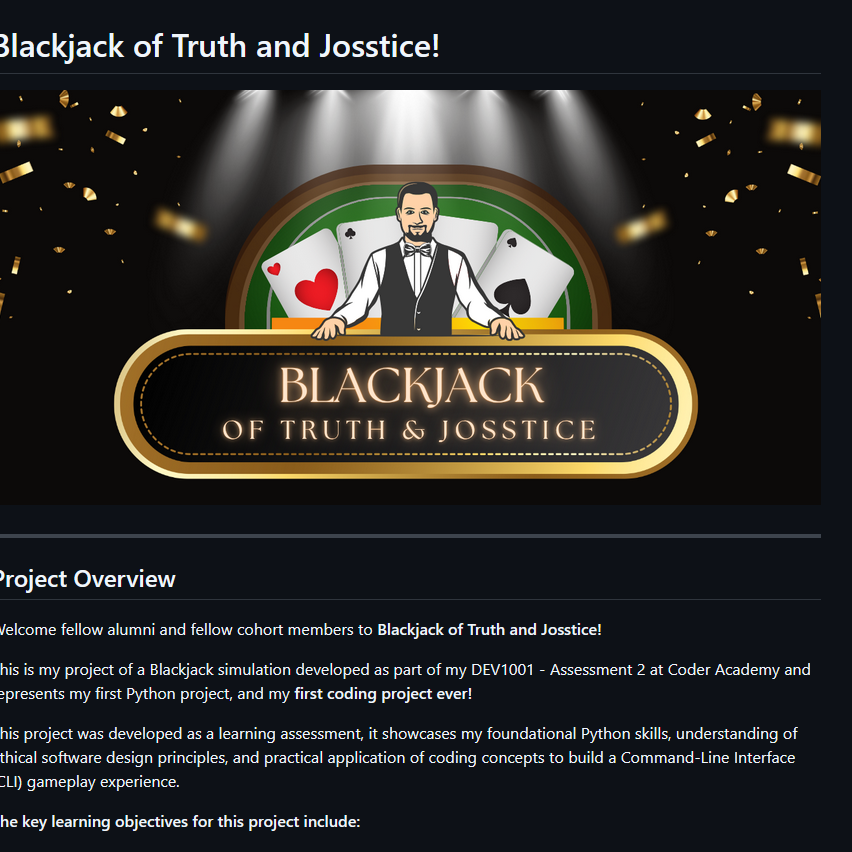 Blackjack of Truth and Josstice!
BLACKJACK
OF TRUTH & JOSSTICE
Project Overview
Welcome fellow alumni and fellow cohort members to Blackjack of Truth and Josstice!
his is my project of a Blackjack simulation developed as part of my DEV1001 - Assessment 2 at Coder Academy and
epresents my first Python project, and my first coding project ever!
his project was developed as a learning assessment, it showcases my foundational Python skills, understanding of
thical software design principles, and practical application of coding concepts to build a Command-Line Interface
CLI) gameplay experience.
he key learning objectives for this project include: